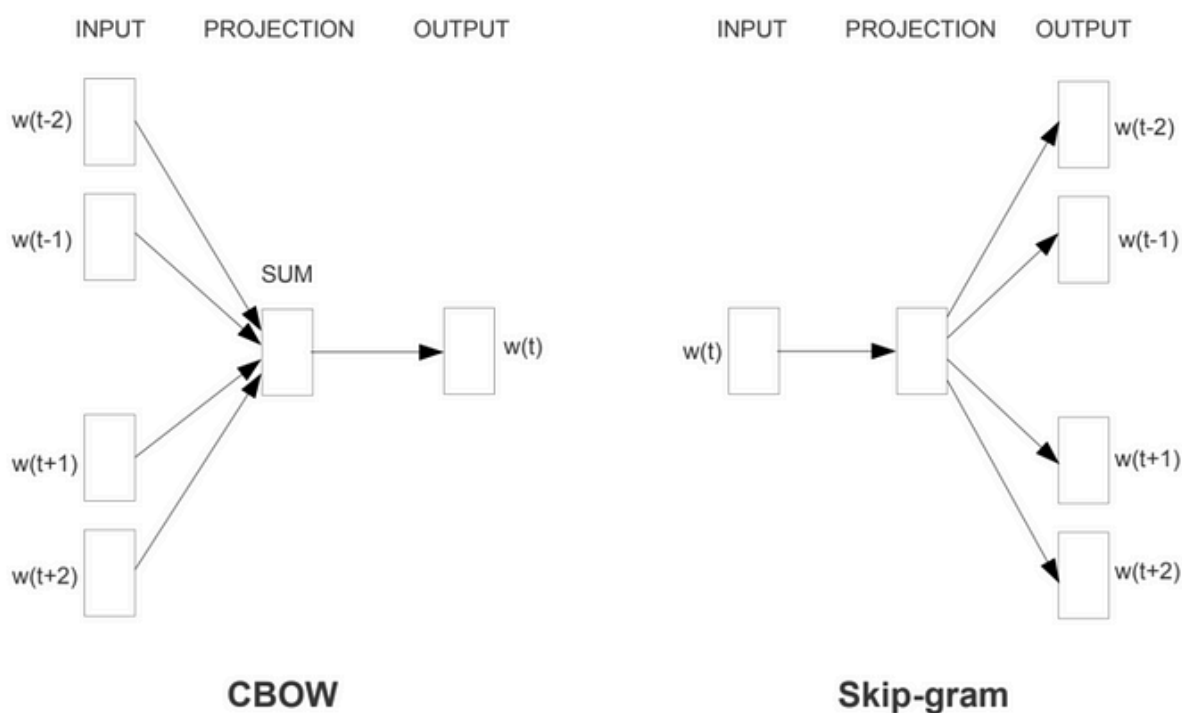 INPUT PROJECTION OUTPUT
w(t-2)
w(t-1)
SUM
w(t)
w(t+1)
w(t+2)
CBOW
INPUT PROJECTION OUTPUT
w(t-2)
w(t-1)
w(t)
w(t+1)
w(t+2)
Skip-gram